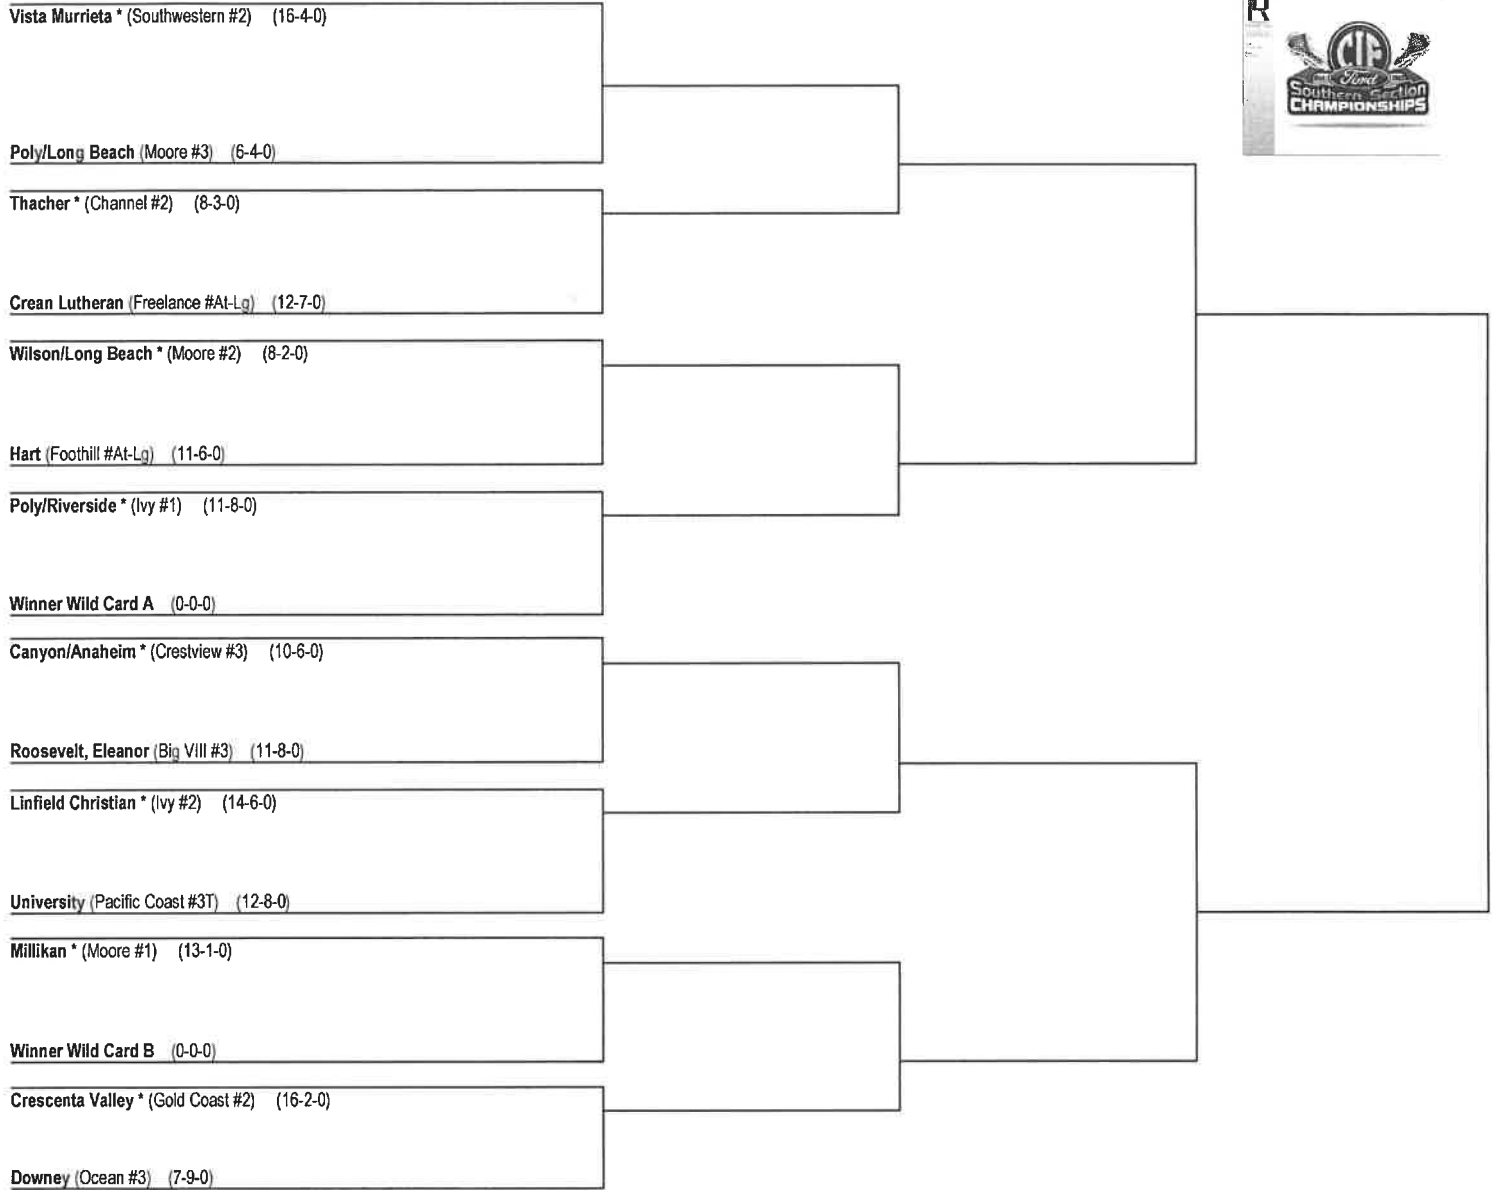 Vista Murrieta * (Southwestern #2) (16-4-0)
Poly/Long Beach (Moore #3) (6-4-0)
Thacher * (Channel #2) (8-3-0)
Crean Lutheran (Freelance #At-Lg) (12-7-0)
Wilson/Long Beach * (Moore #2) (8-2-0)
Hart (Foothill #At-Lg) (11-6-0)
Poly/Riverside * (Ivy #1) (11-8-0)
Winner Wild Card A (0-0-0)
Canyon/Anaheim * (Crestview #3) (10-6-0)
Roosevelt, Eleanor (Big VIII #3) (11-8-0)
Linfield Christian * (Ivy #2) (14-6-0)
University (Pacific Coast #3T) (12-8-0)
Millikan * (Moore #1) (13-1-0)
Winner Wild Card B (0-0-0)
Crescenta Valley * (Gold Coast #2) (16-2-0)
Downey (Ocean #3) (7-9-0)
R
CIF
Ford
Southern Section
CHAMPIONSHIPS